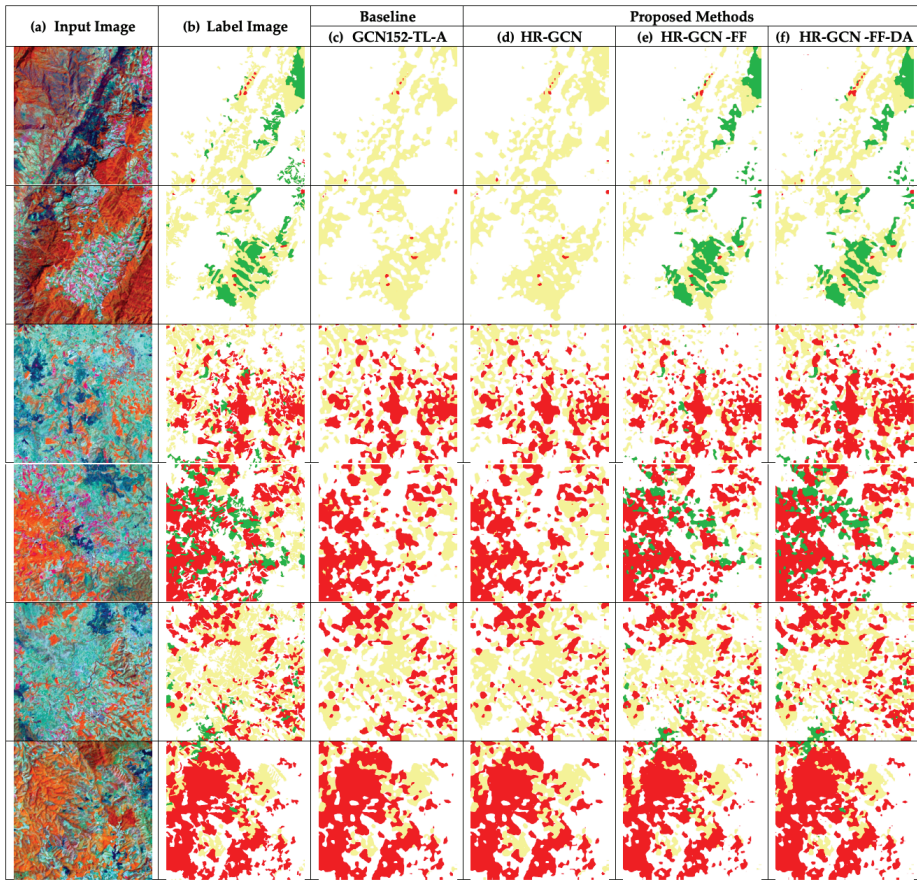 (a) Input Image
(b) Label Image
Baseline
Proposed Methods
(c) GCN152-TL-A
(d) HR-GCN
(e) HR-GCN -FF
(f) HR-GCN -FF-DA